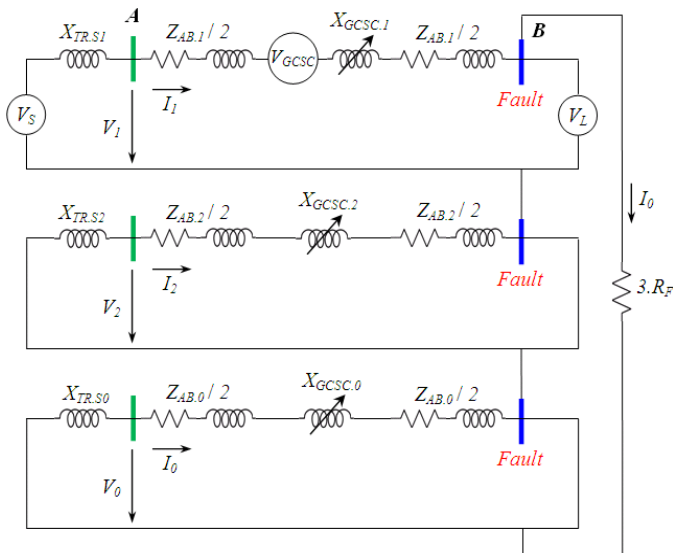 A
B
X_TR.S1 Z_AB.1 / 2 V_GCSC X_GCSC.1 Z_AB.1 / 2
V_S V_1 I_1 Fault V_L
I_0
3.R_F
X_TR.S2 Z_AB.2 / 2 X_GCSC.2 Z_AB.2 / 2
V_2 I_2 Fault
X_TR.S0 Z_AB.0 / 2 X_GCSC.0 Z_AB.0 / 2
V_0 I_0 Fault